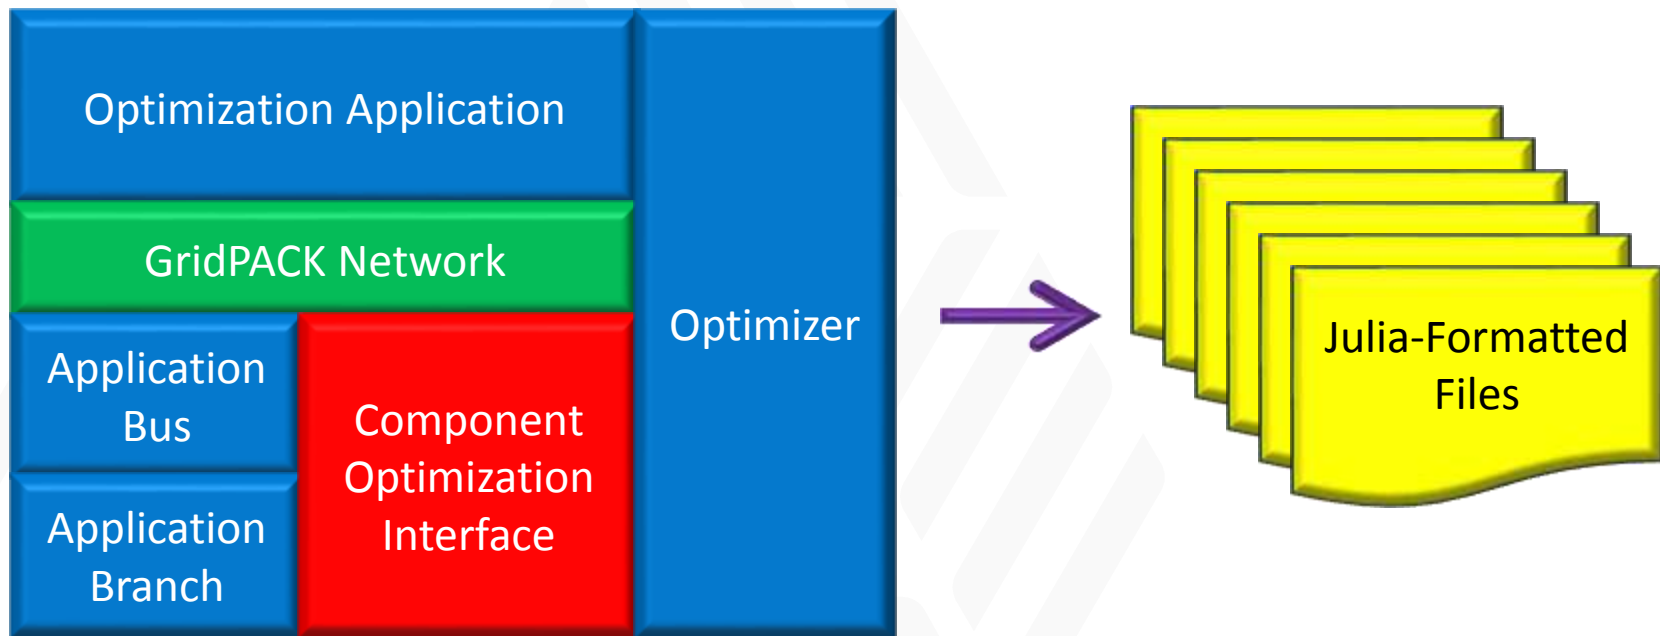 Optimization Application
GridPACK Network
Application
Bus
Application
Branch
Component
Optimization
Interface
Optimizer
Julia-Formatted
Files